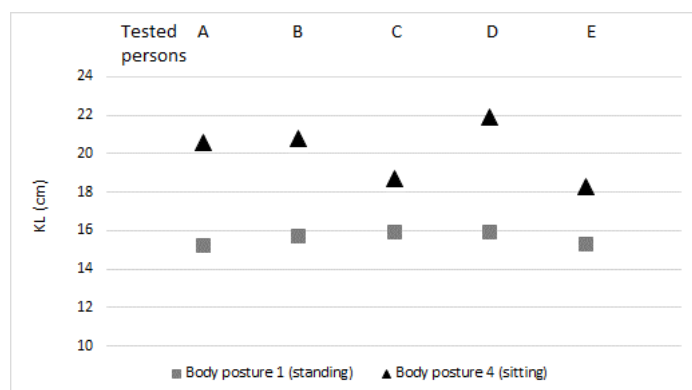 Tested persons A B C D E
24
22
20
18
16
14
12
10
KL (cm)
Body posture 1 (standing) Body posture 4 (sitting)